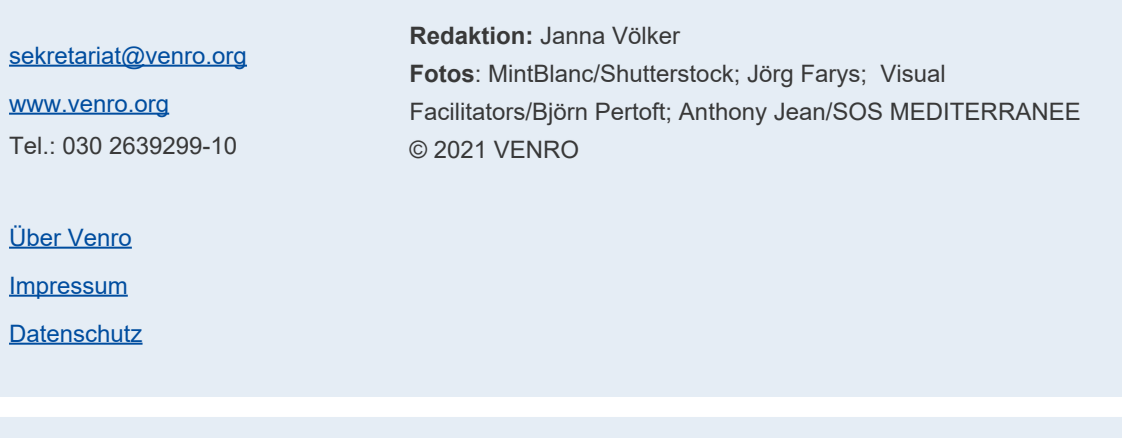 sekretariat@venro.org
www.venro.org
Tel.: 030 2639299-10
Über Venro
Impressum
Datenschutz
Redaktion: Janna Völker
Fotos: MintBlanc/Shutterstock; Jörg Farys;  Visual
Facilitators/Björn Pertoft; Anthony Jean/SOS MEDITERRANEE
© 2021 VENRO